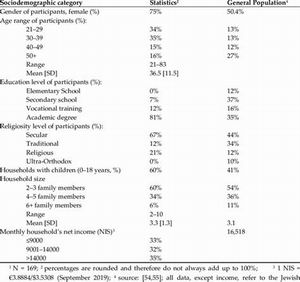 Sociodemographic category Statistics² General Population⁴
Gender of participants, female (%) 75% 50.4%
Age range of participants (%):
21–29 34% 13%
30–39 35% 13%
40–49 15% 12%
50+ 16% 27%
Range 21–83
Mean [SD] 36.5 [11.5]
Education level of participants (%):
Elementary School 0% 12%
Secondary school 7% 37%
Vocational training 12% 16%
Academic degree 81% 35%
Religiosity level of participants (%):
Secular 67% 44%
Traditional 12% 34%
Religious 21% 12%
Ultra-Orthodox 0% 10%
Households with children (0–18 years, %) 60% 41%
Household size
2–3 family members 60% 54%
4–5 family members 34% 36%
6+ family members 6% 11%
Range 2–10
Mean [SD] 3.3 [1.3] 3.1
Monthly household's net income (NIS)³ 16,518
≤9000 33%
9001–14000 32%
>14000 35%
¹ N = 169; ² percentages are rounded and therefore do not always add up to 100%; ³ 1 NIS =
€3.8884/$3.5308 (September 2019); ⁴ source: [54,55]; all data, except income, refer to the Jewish